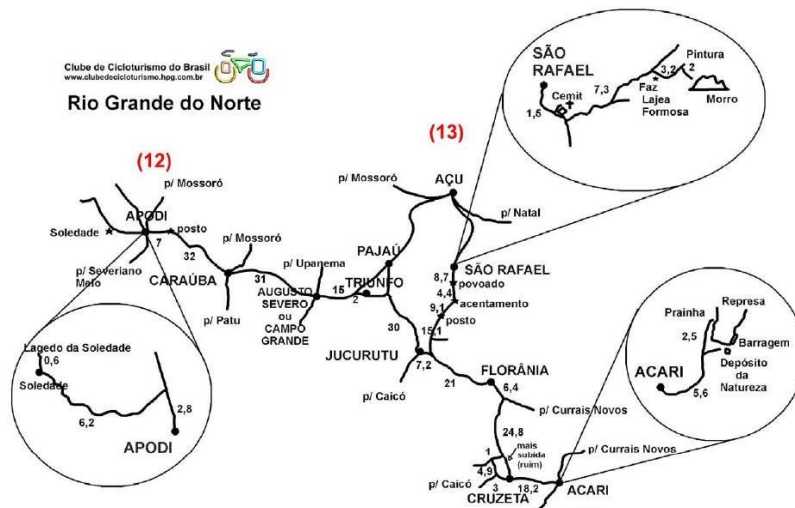 Clube de Cicloturismo do Brasil
www.clubedecicloturismo.hpg.com.br
Rio Grande do Norte
(12)
(13)
p/ Mossoró
APODI
posto
Soledade
7
32
p/ Severiano
Melo
CARAÚBA
p/ Mossoró
31
p/ Patu
p/ Upanema
AUGUSTO
SEVERO
ou
CAMPO
GRANDE
15
TRIUNFO
2
PAJAÚ
p/ Mossoró
AÇU
p/ Natal
SÃO RAFAEL
8,7
povoado
4,4
acentamento
9,1
posto
15,1
30
JUCURUTU
7,2
p/ Caicó
21
FLORÂNIA
6,4
p/ Currais Novos
24,8
mais
subida
(ruim)
1
4,9
p/ Caicó
3
CRUZETA
18,2
ACARI
p/ Currais Novos
SÃO
RAFAEL
Pintura
3,2
2
Cemit
7,3
Faz
Lajea
Formosa
Morro
1,5
Lagedo da Soledade
0,6
Soledade
6,2
2,8
APODI
Represa
Prainha
2,5
Barragem
Depósito
da
Natureza
ACARI
5,6